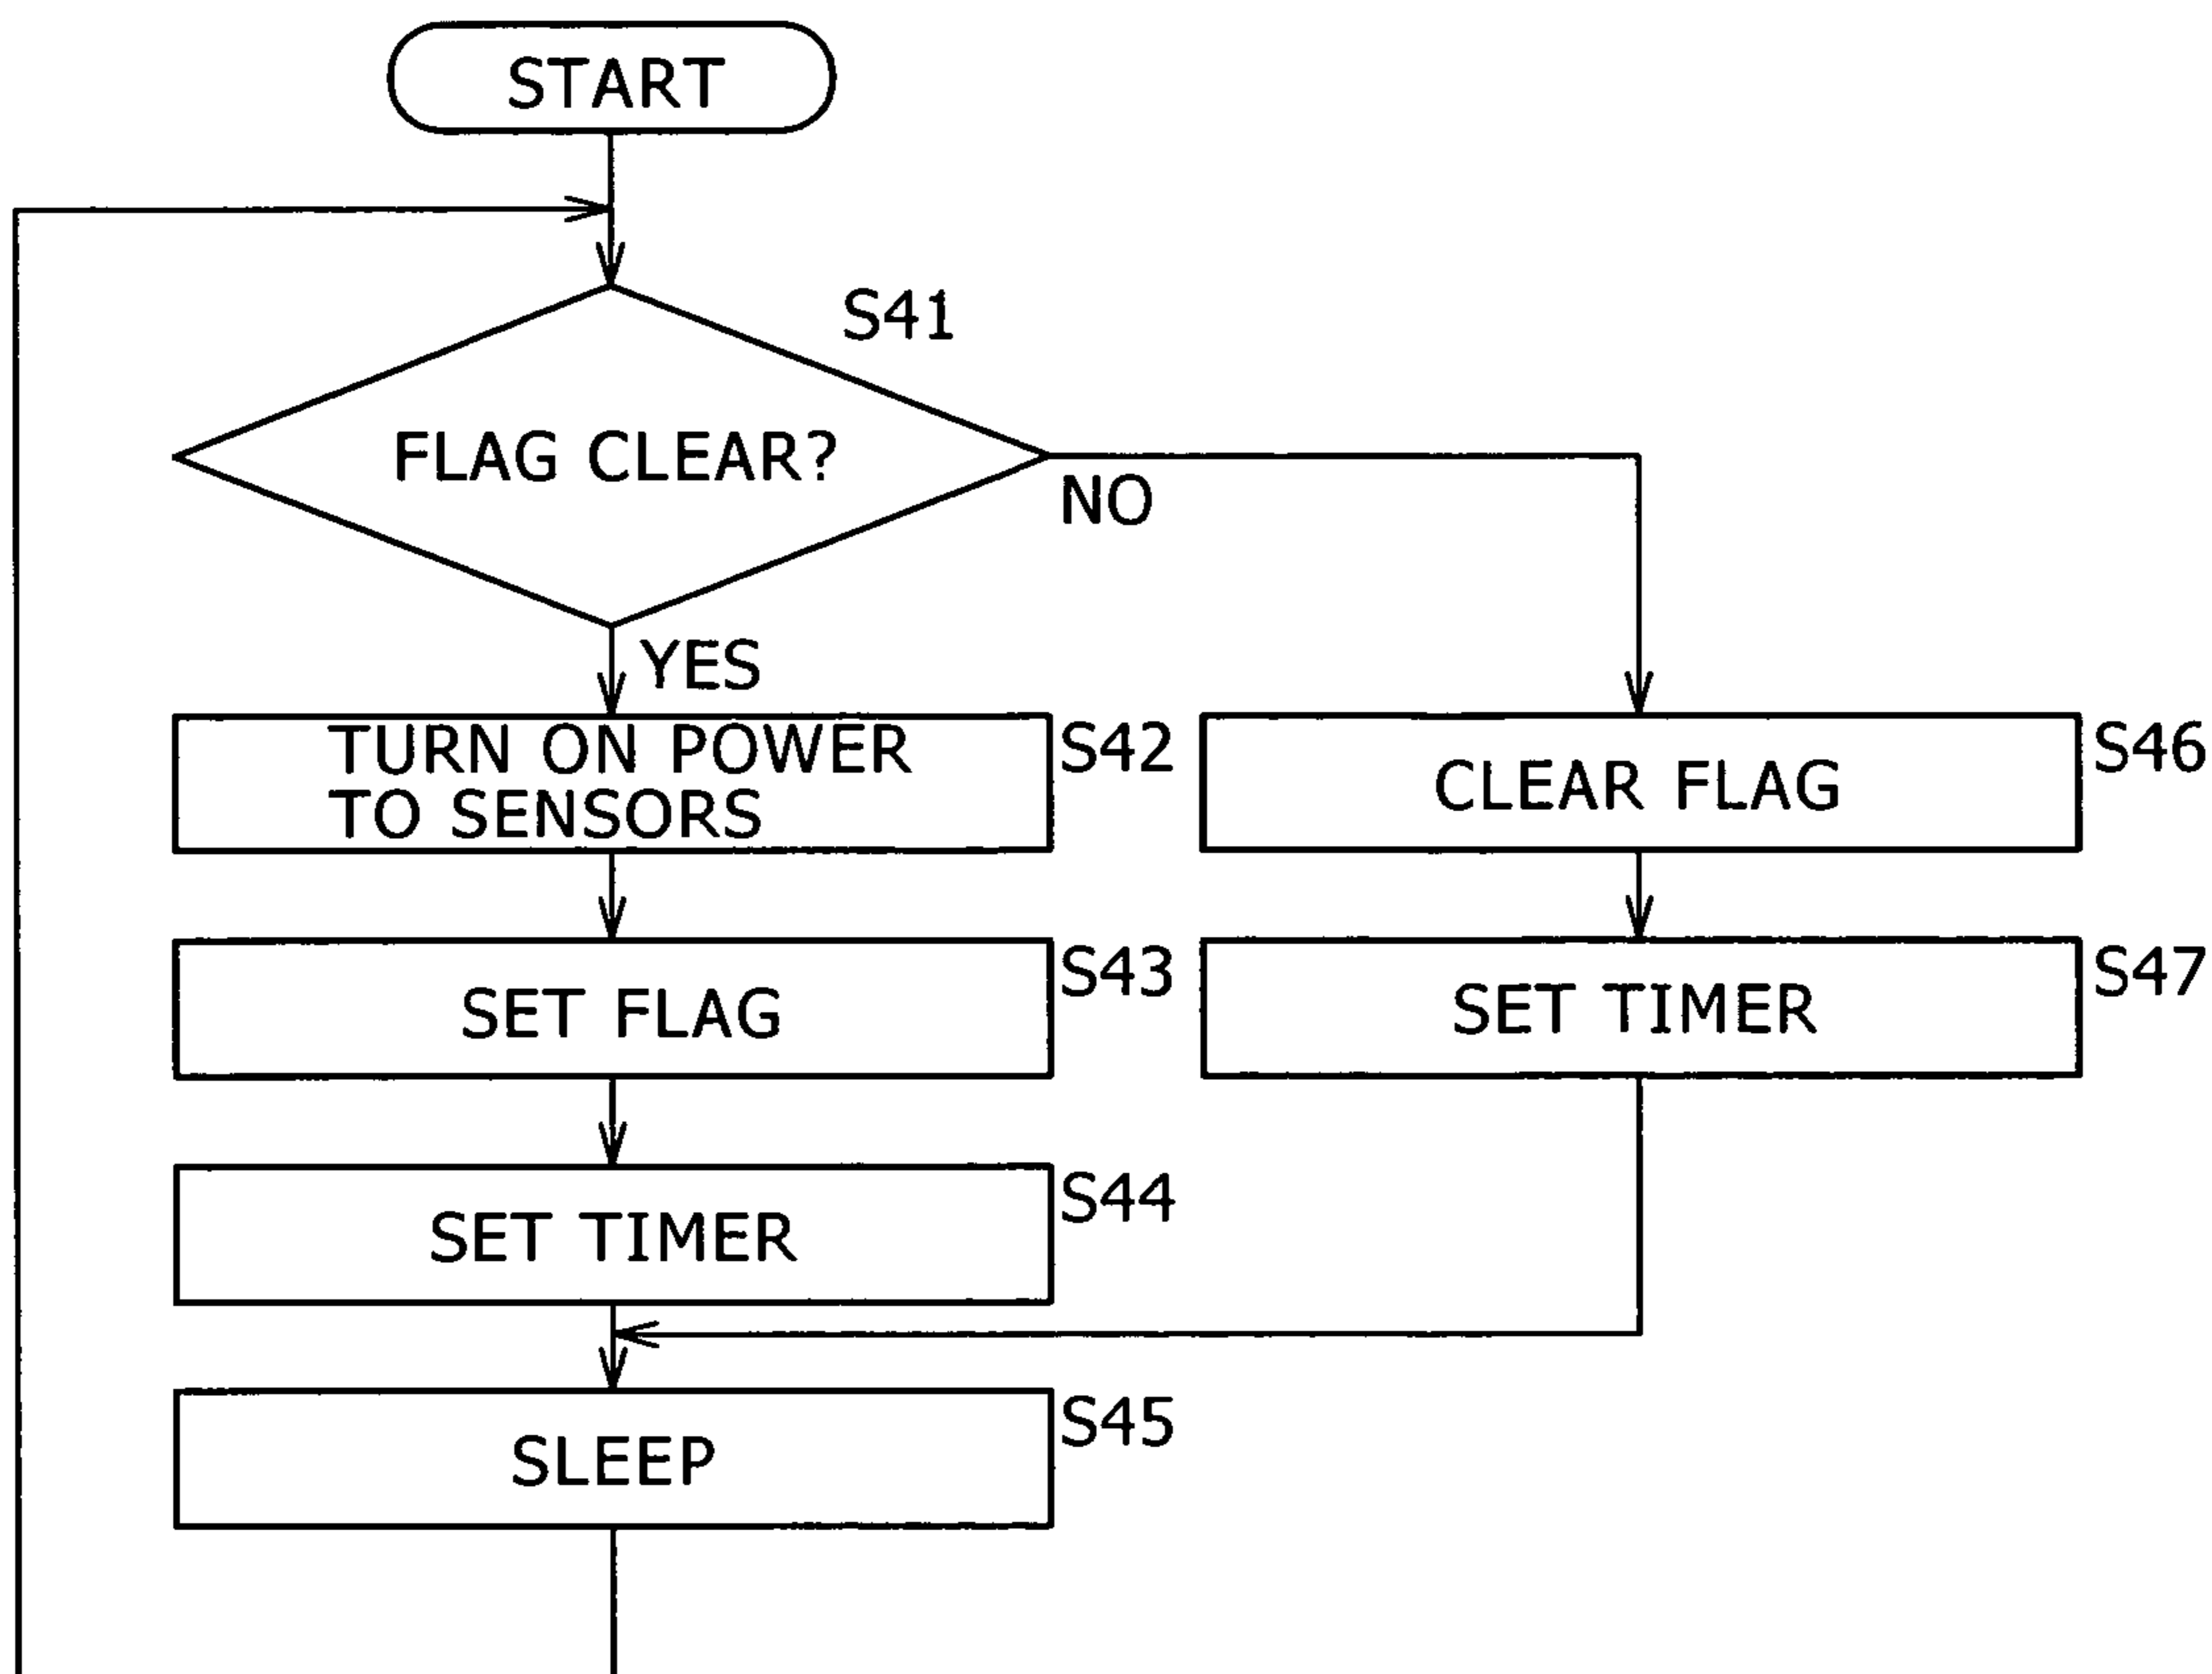 START
S41
FLAG CLEAR?
NO
YES
TURN ON POWER
TO SENSORS
S42
CLEAR FLAG
S46
SET FLAG
S43
SET TIMER
S47
SET TIMER
S44
SLEEP
S45